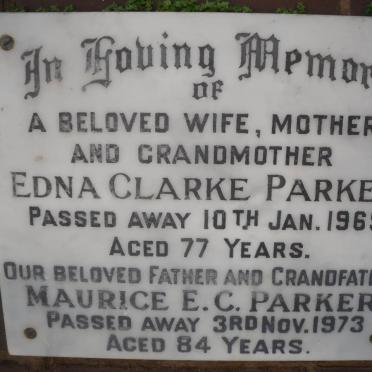 In Loving Memor
OF
A BELOVED WIFE, MOTHER
AND GRANDMOTHER
EDNA CLARKE PARKE
PASSED AWAY 10TH JAN. 196
AGED 77 YEARS.
OUR BELOVED FATHER AND GRANDFAT
MAURICE E. C. PARKER
PASSED AWAY 3RD NOV. 1973
AGED 84 YEARS.